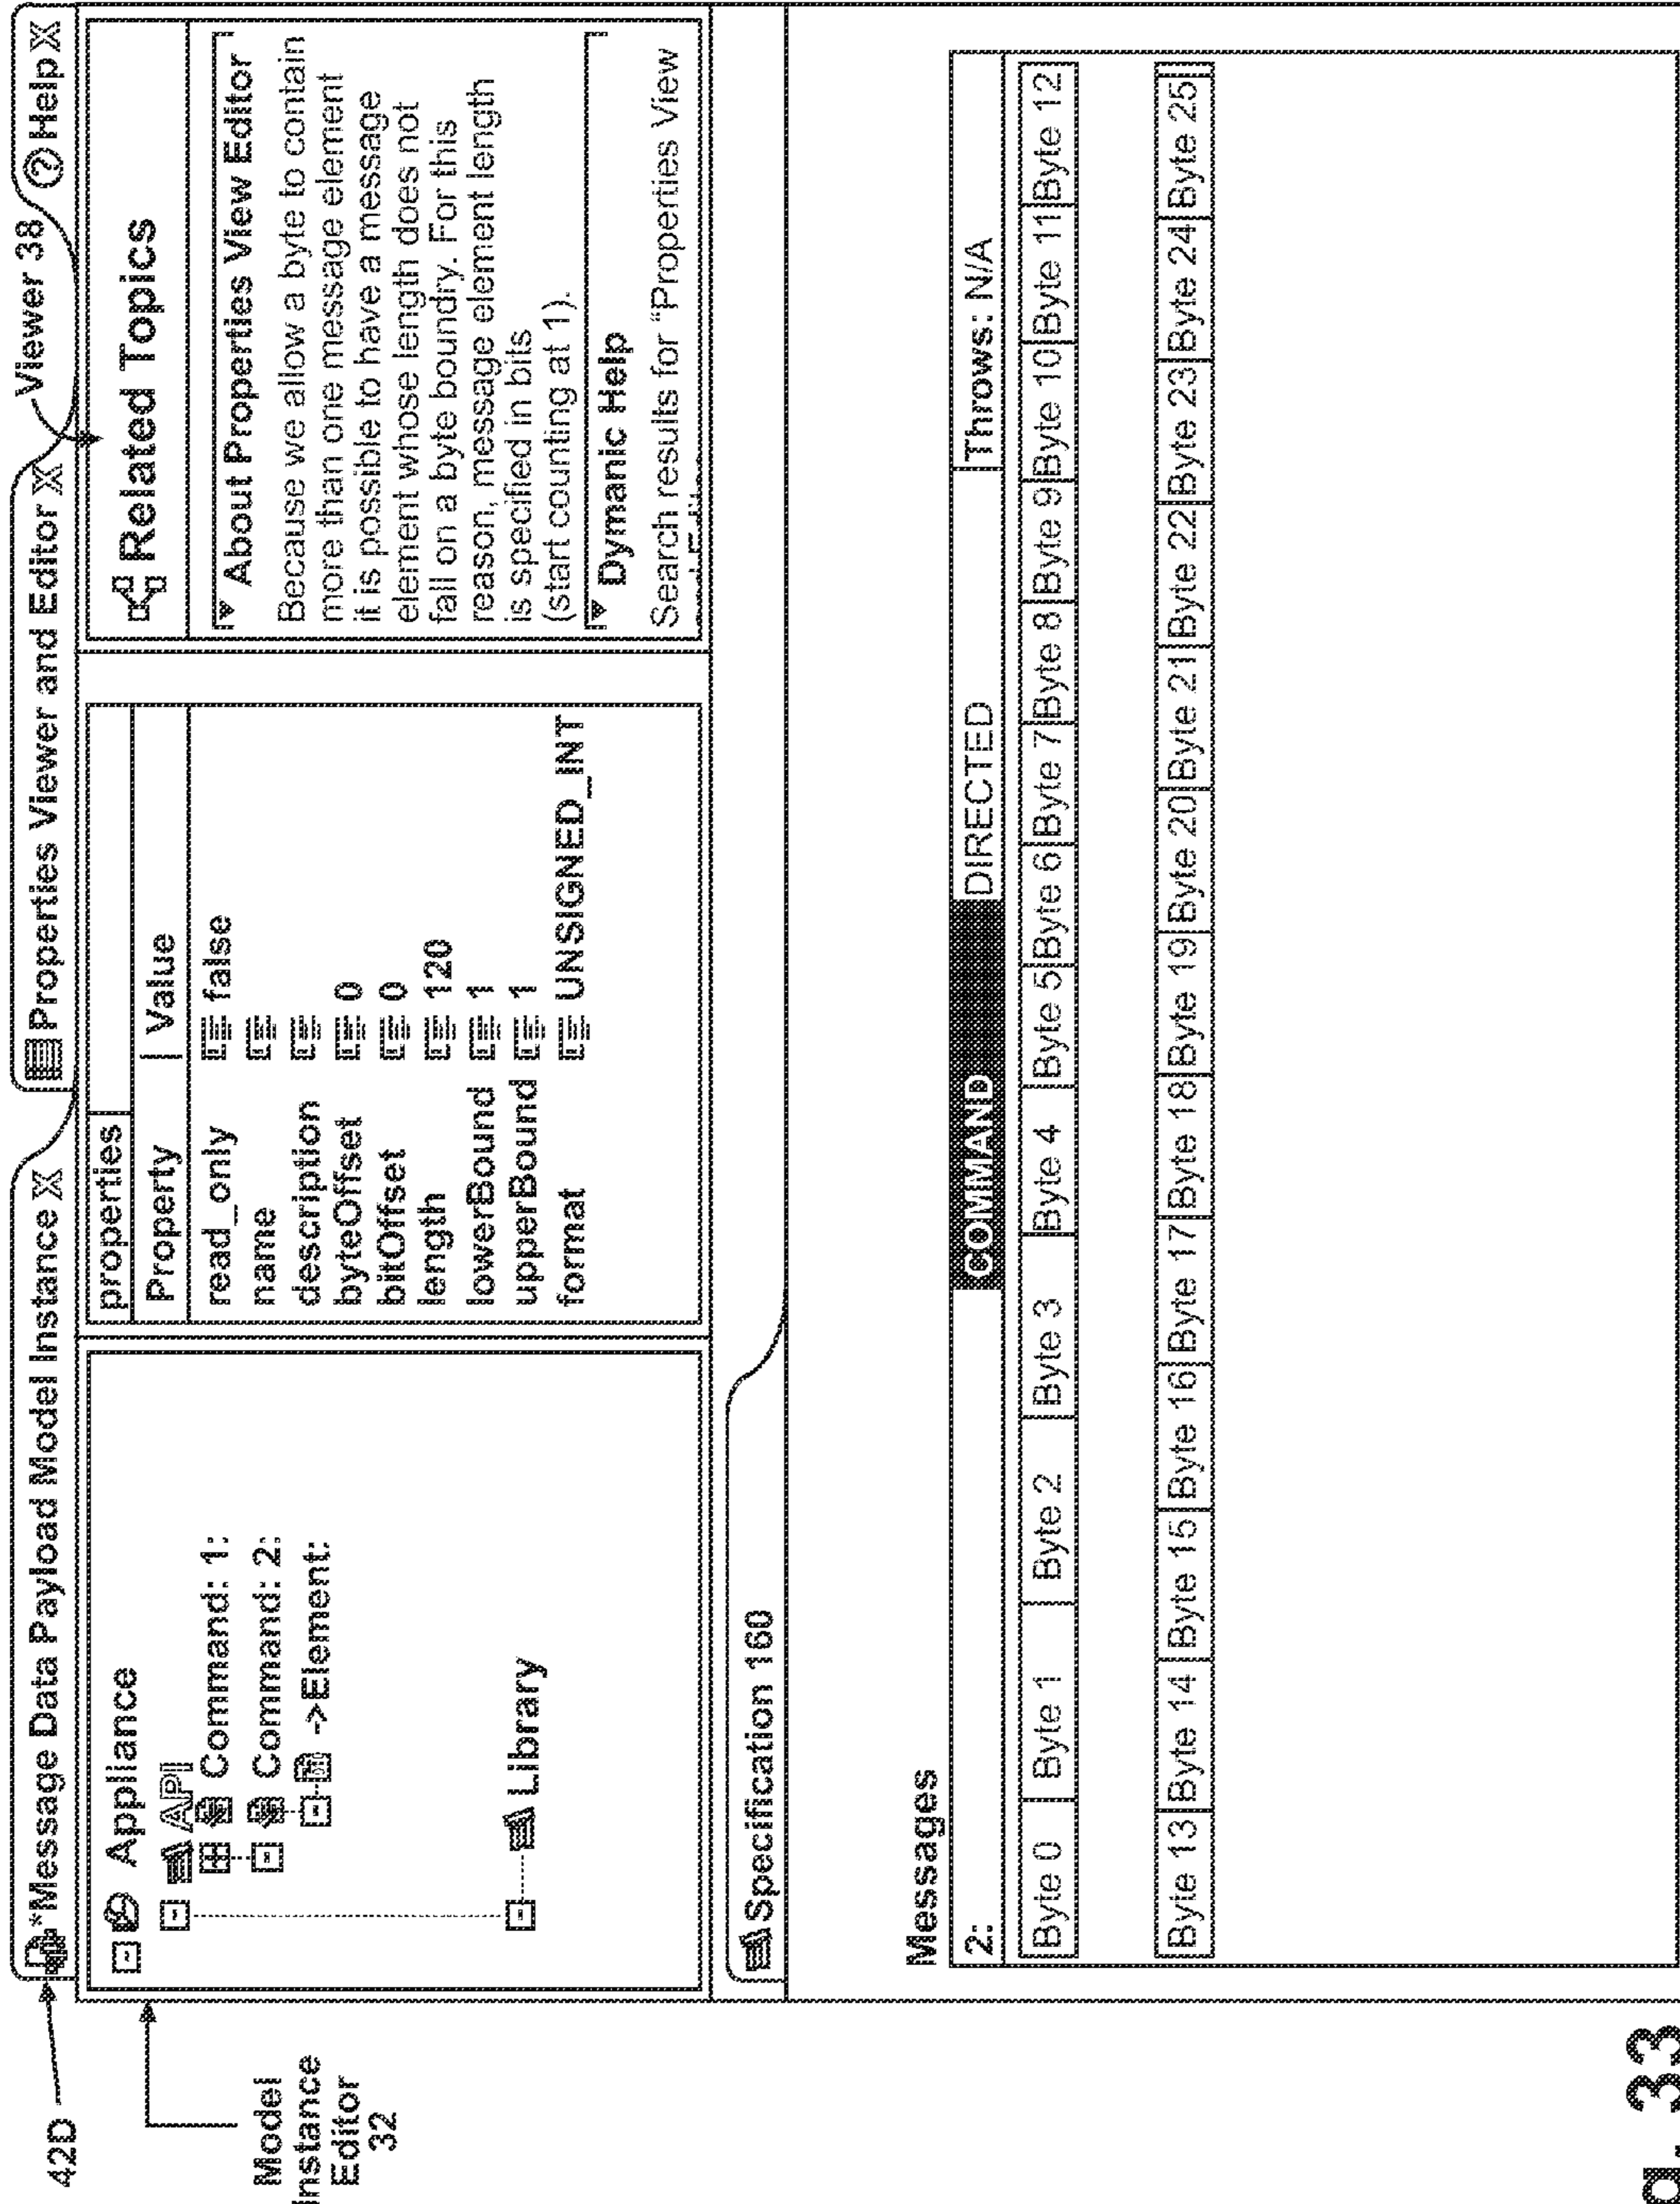 42D
*Message Data Payload Model Instance X
Properties Viewer and Editor X
Viewer 38
? Help X
Model
Instance
Editor
32
Appliance
API
Command: 1:
Command: 2:
->Element:
Library
properties
Property | Value
read_only false
name
description
byteOffset 0
bitOffset 0
length 120
lowerBound 1
upperBound 1
format UNSIGNED_INT
Related Topics
About Properties View Editor
Because we allow a byte to contain
more than one message element
it is possible to have a message
element whose length does not
fall on a byte boundry. For this
reason, message element length
is specified in bits
(start counting at 1).
Dymanic Help
Search results for "Properties View
Specification 160
Messages
2: COMMAND DIRECTED Throws: N/A
Byte 0 Byte 1 Byte 2 Byte 3 Byte 4 Byte 5 Byte 6 Byte 7 Byte 8 Byte 9 Byte 10 Byte 11 Byte 12
Byte 13 Byte 14 Byte 15 Byte 16 Byte 17 Byte 18 Byte 19 Byte 20 Byte 21 Byte 22 Byte 23 Byte 24 Byte 25
g. 33